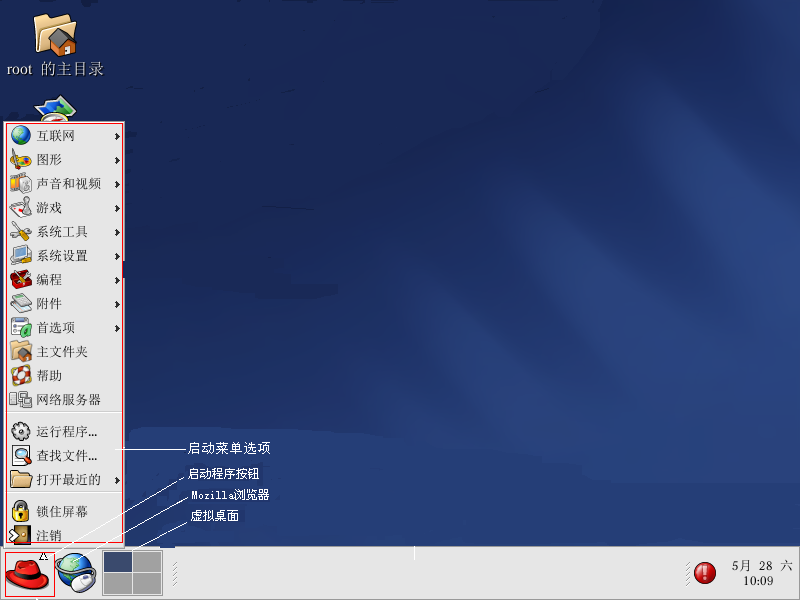 root 的主目录
互联网
图形
声音和视频
游戏
系统工具
系统设置
编程
附件
首选项
主文件夹
帮助
网络服务器
运行程序...
查找文件...
打开最近的
锁住屏幕
注销
启动菜单选项
启动程序按钮
Mozilla浏览器
虚拟桌面
5月 28 六
10:09